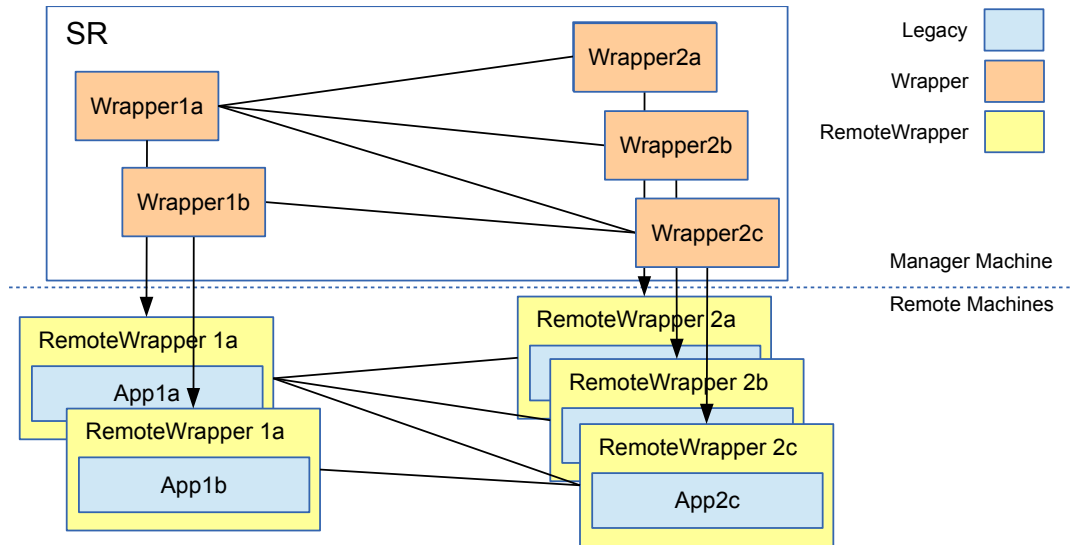 SR
Wrapper1a
Wrapper2a
Wrapper2b
Wrapper1b
Wrapper2c
Legacy
Wrapper
RemoteWrapper
Manager Machine
Remote Machines
RemoteWrapper 1a
App1a
RemoteWrapper 1a
App1b
RemoteWrapper 2a
RemoteWrapper 2b
RemoteWrapper 2c
App2c